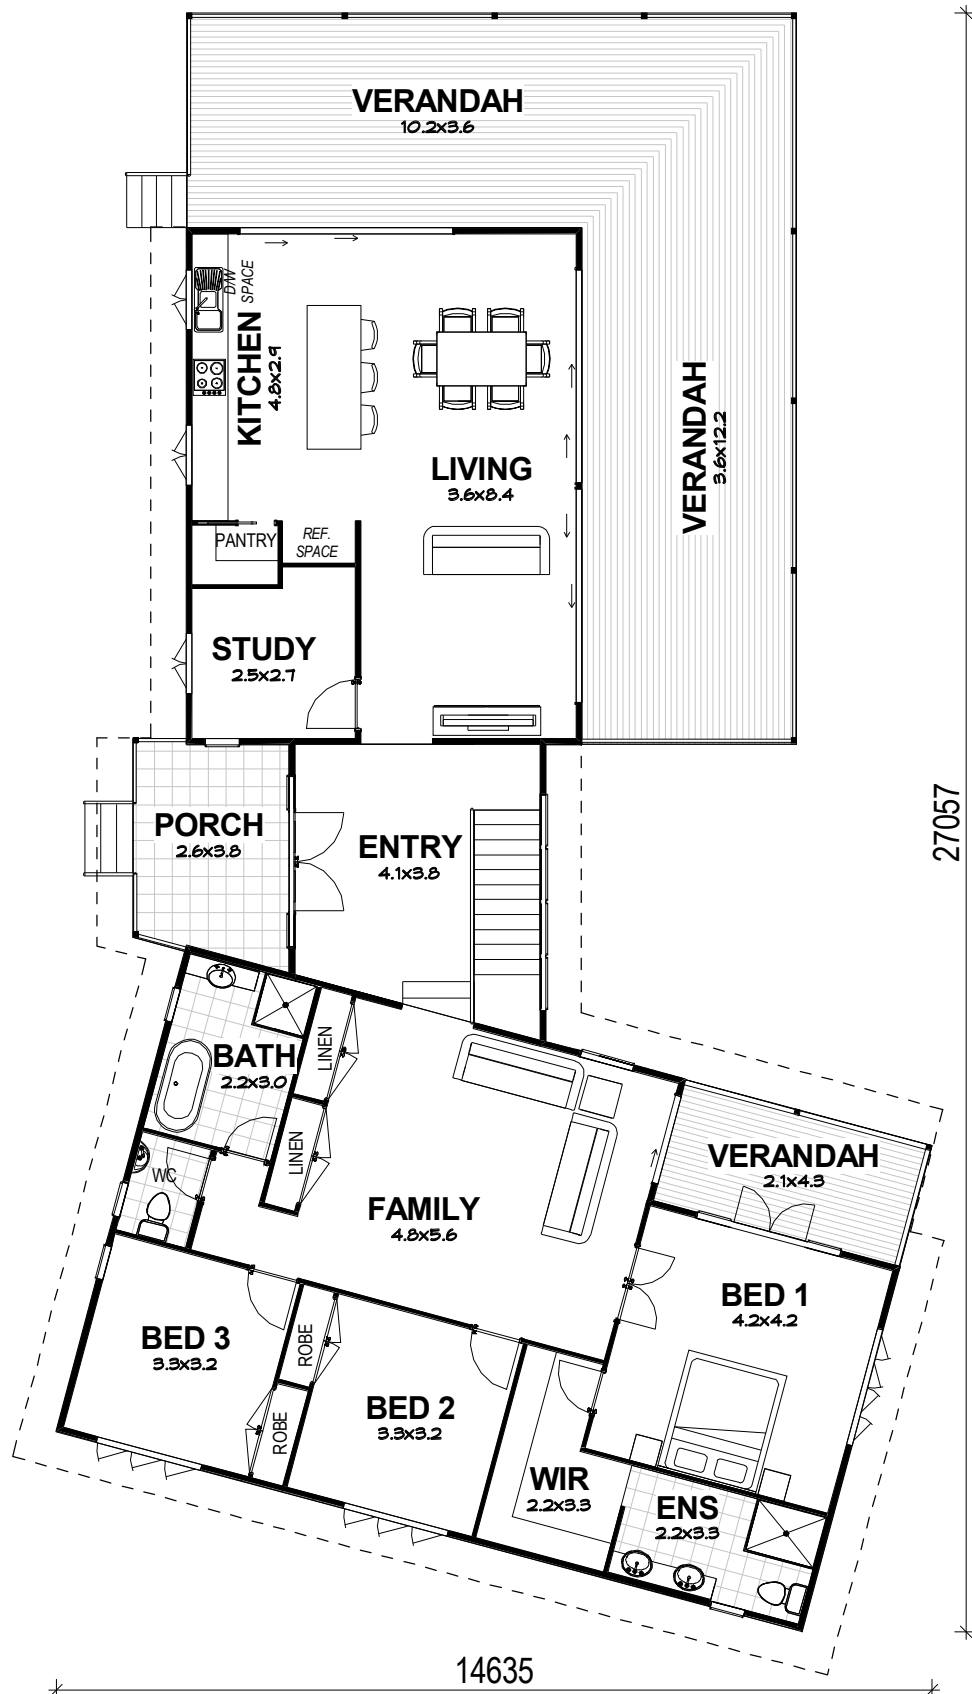 VERANDAH
10.2x3.6
D/W
SPACE
KITCHEN
4.8x2.9
VERANDAH
3.6x12.2
LIVING
3.6x8.4
PANTRY
REF.
SPACE
STUDY
2.5x2.7
PORCH
2.6x3.8
ENTRY
4.1x3.8
27057
BATH
2.2x3.0
LINEN
LINEN
WC
VERANDAH
2.1x4.3
FAMILY
4.8x5.6
BED 1
4.2x4.2
BED 3
3.3x3.2
ROBE
ROBE
BED 2
3.3x3.2
WIR
2.2x3.3
ENS
2.2x3.3
14635